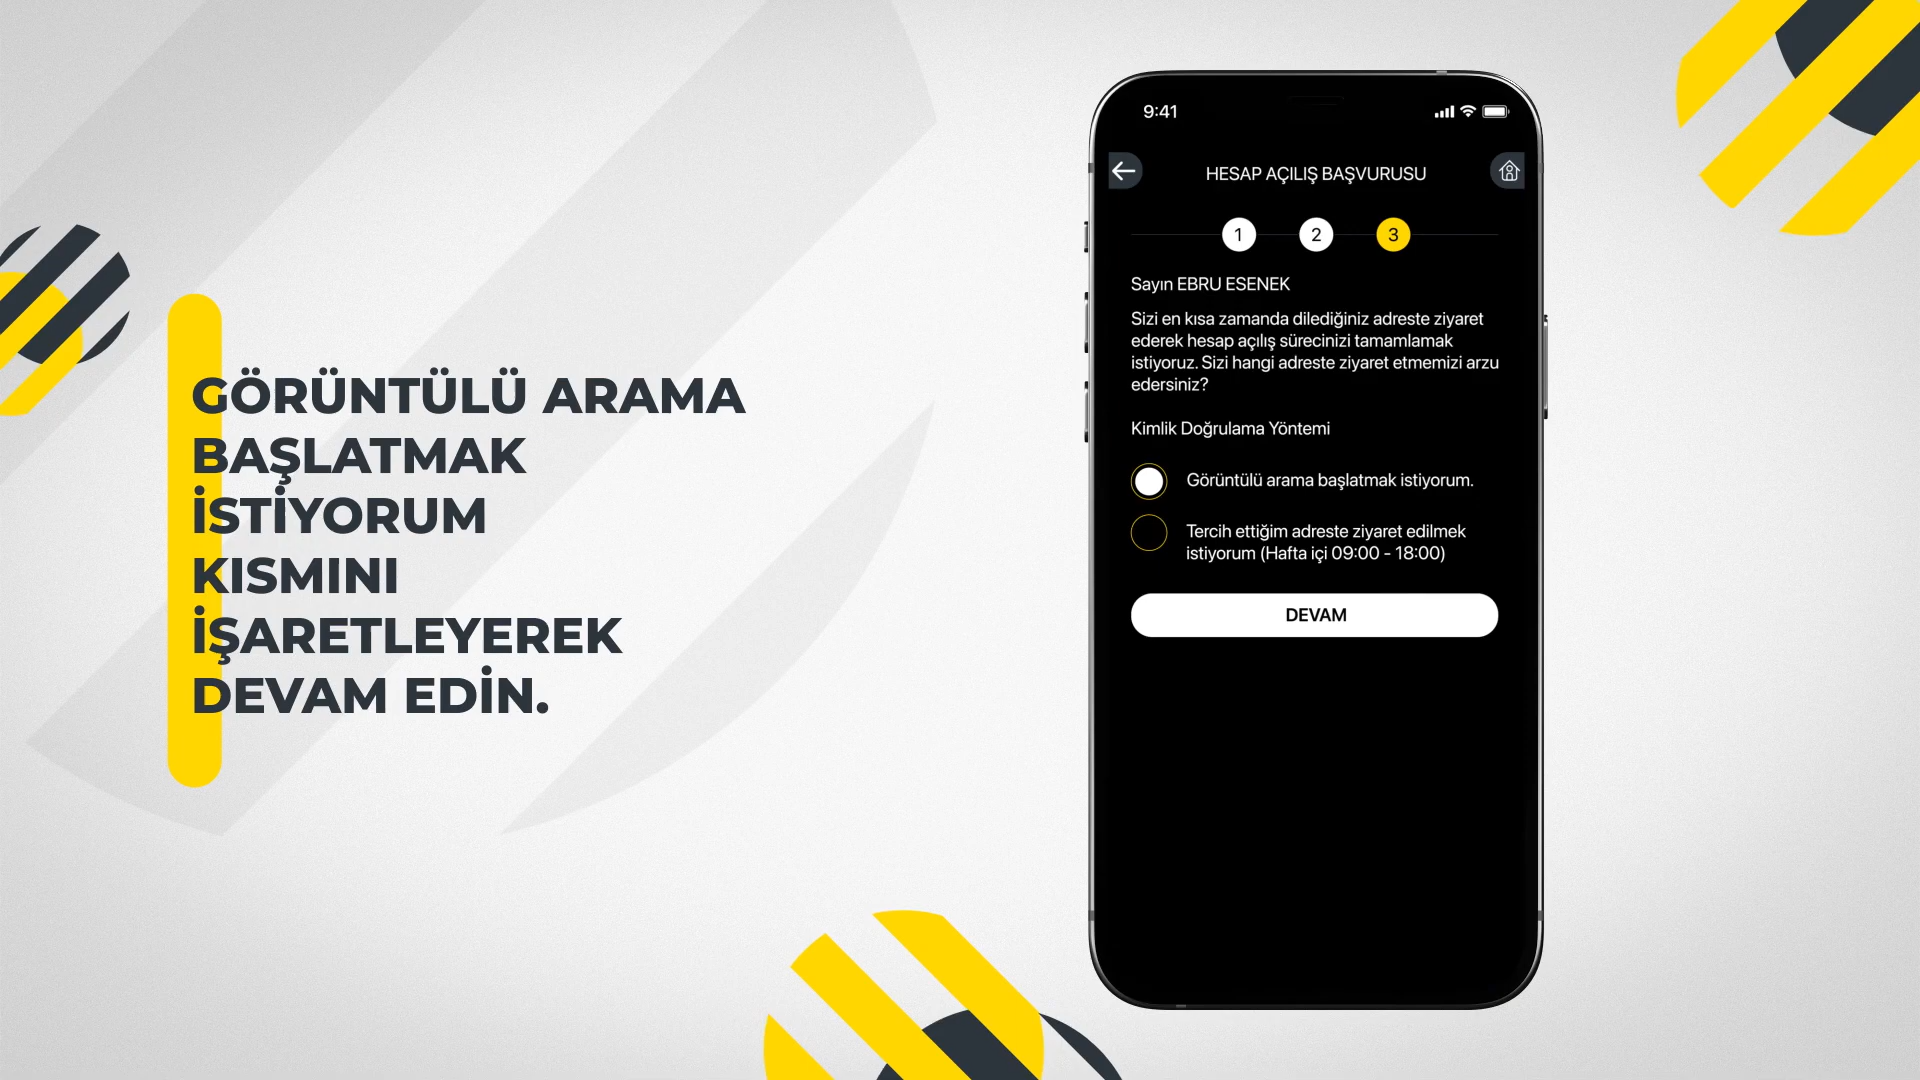 GÖRÜNTÜLÜ ARAMA
BAŞLATMAK
İSTİYORUM
KISMINI
İŞARETLEYEREK
DEVAM EDİN.
9:41
HESAP AÇILIŞ BAŞVURUSU
1 2 3
Sayın EBRU ESENEK
Sizi en kısa zamanda dilediğiniz adreste ziyaret
ederek hesap açılış sürecinizi tamamlamak
istiyoruz. Sizi hangi adreste ziyaret etmemizi arzu
edersiniz?
Kimlik Doğrulama Yöntemi
Görüntülü arama başlatmak istiyorum.
Tercih ettiğim adreste ziyaret edilmek
istiyorum (Hafta içi 09:00 - 18:00)
DEVAM